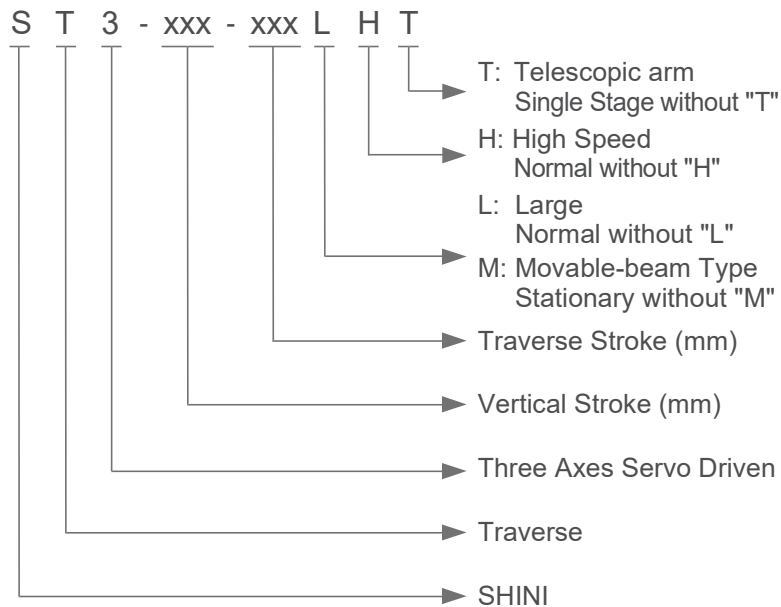 S T 3 - xxx - xxx L H T
T: Telescopic arm
Single Stage without "T"
H: High Speed
Normal without "H"
L: Large
Normal without "L"
M: Movable-beam Type
Stationary without "M"
Traverse Stroke (mm)
Vertical Stroke (mm)
Three Axes Servo Driven
Traverse
SHINI